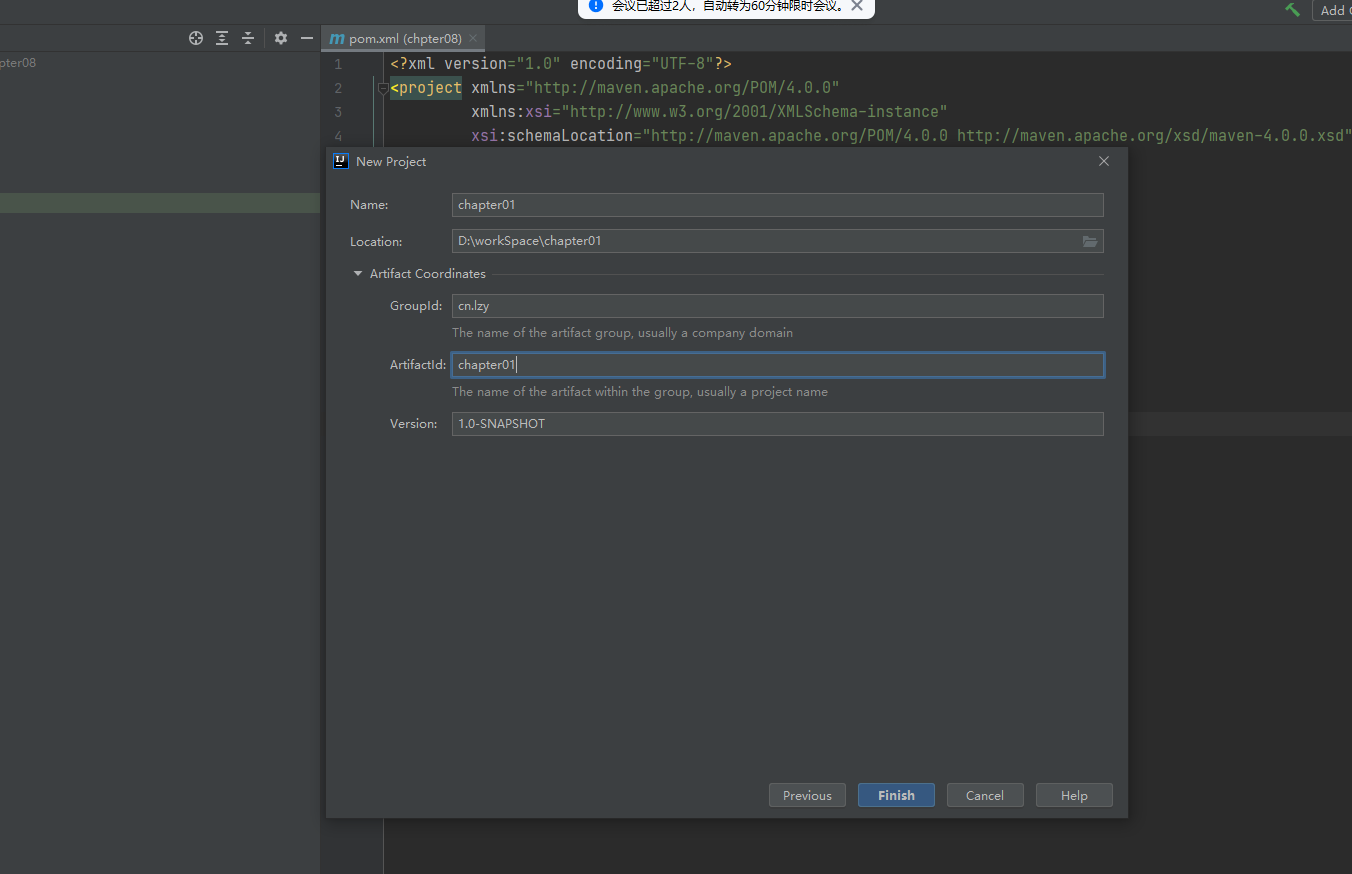 会议已超过2人，自动转为60分钟限时会议。
Add
pom.xml (chpter08)
pter08
1 <?xml version="1.0" encoding="UTF-8"?>
2 <project xmlns="http://maven.apache.org/POM/4.0.0"
3 xmlns:xsi="http://www.w3.org/2001/XMLSchema-instance"
4 xsi:schemaLocation="http://maven.apache.org/POM/4.0.0 http://maven.apache.org/xsd/maven-4.0.0.xsd"
New Project
Name: chapter01
Location: D:\workSpace\chapter01
Artifact Coordinates
GroupId: cn.lzy
The name of the artifact group, usually a company domain
ArtifactId: chapter01
The name of the artifact within the group, usually a project name
Version: 1.0-SNAPSHOT
Previous Finish Cancel Help